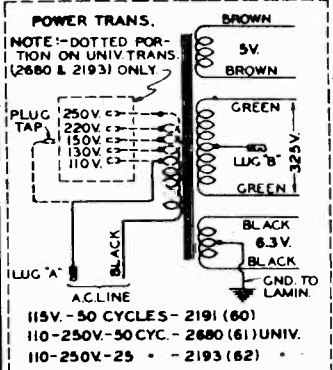 POWER TRANS.
NOTE:-DOTTED POR-
TION ON UNIV. TRANS.
(2680 & 2193) ONLY
PLUG
TAP
250V.
220V.
150V.
130V.
110V.
LUG "A"
BLACK
A.C. LINE
BROWN
5V.
BROWN
GREEN
LUG "B"
325V.
GREEN
BLACK
6.3V.
BLACK
GND. TO
LAMIN.
115V.-50 CYCLES-2191 (60)
110-250V.-50 CYC.-2680 (61) UNIV.
110-250V.-25 " -2193 (62) "